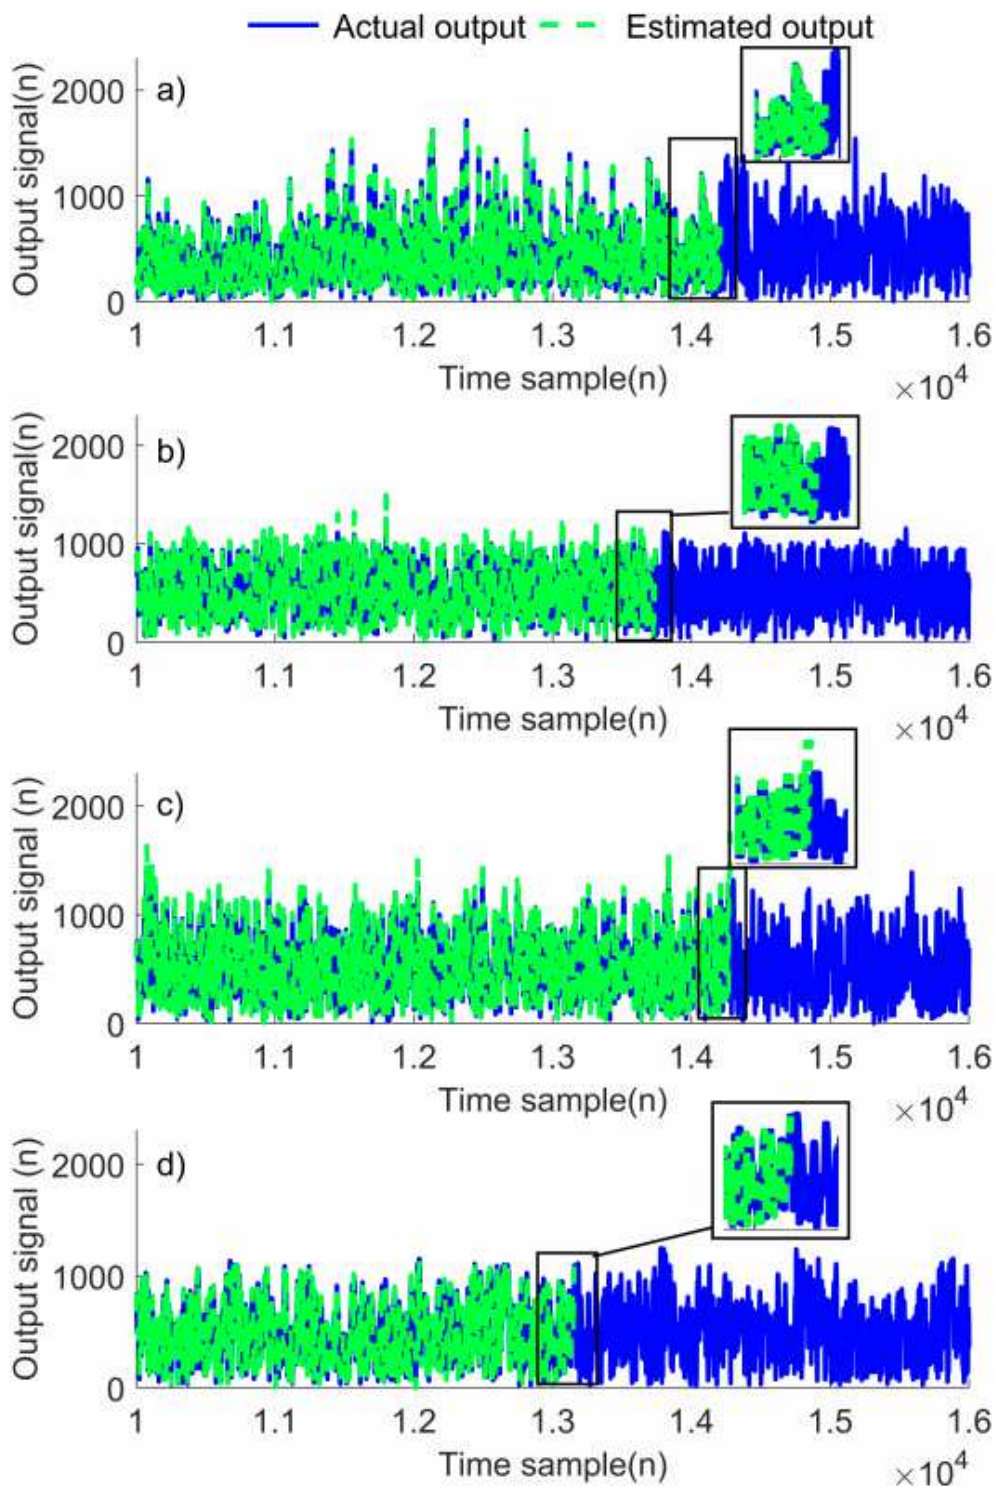 Actual output Estimated output
a)
Output signal(n)
2000
1000
0
1 1.1 1.2 1.3 1.4 1.5 1.6
Time sample(n)
×10^4
b)
Output signal(n)
2000
1000
0
1 1.1 1.2 1.3 1.4 1.5 1.6
Time sample(n)
×10^4
c)
Output signal (n)
2000
1000
0
1 1.1 1.2 1.3 1.4 1.5 1.6
Time sample(n)
×10^4
d)
Output signal (n)
2000
1000
0
1 1.1 1.2 1.3 1.4 1.5 1.6
Time sample(n)
×10^4